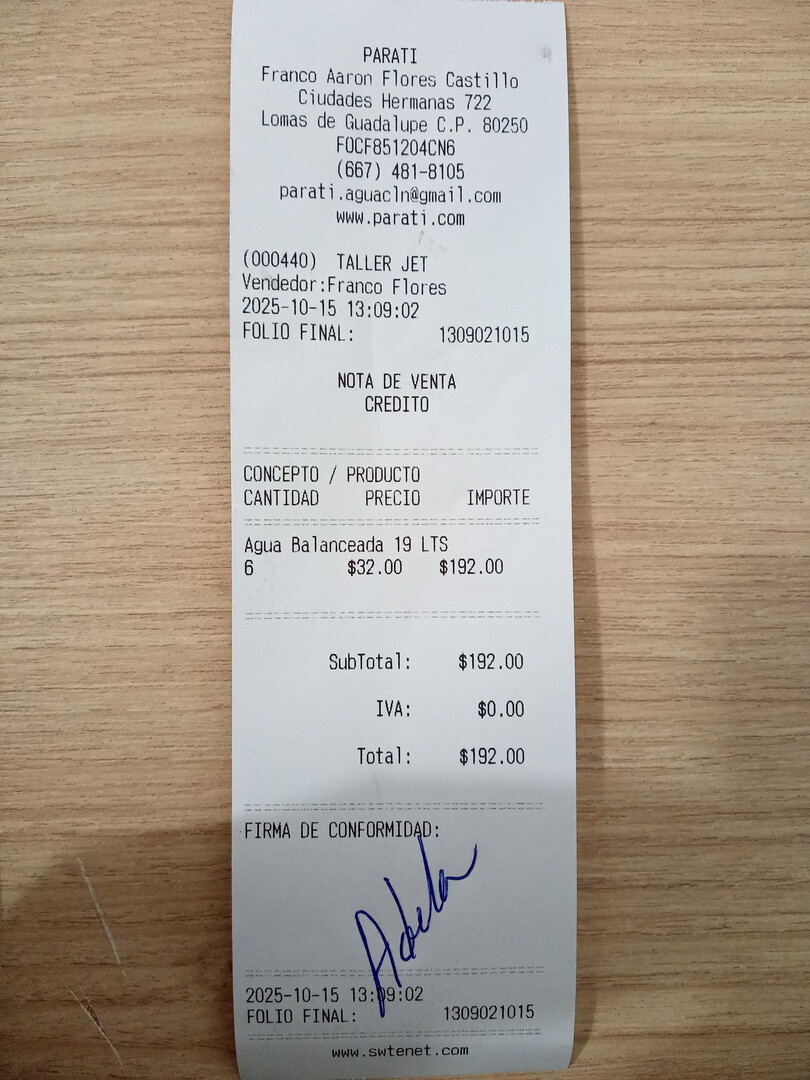 PARATI
Franco Aaron Flores Castillo
Ciudades Hermanas 722
Lomas de Guadalupe C.P. 80250
FOCF851204CN6
(667) 481-8105
parati.aguacln@gmail.com
www.parati.com
(000440) TALLER JET
Vendedor:Franco Flores
2025-10-15 13:09:02
FOLIO FINAL: 1309021015
NOTA DE VENTA
CREDITO
CONCEPTO / PRODUCTO
CANTIDAD PRECIO IMPORTE
Agua Balanceada 19 LTS
6 $32.00 $192.00
SubTotal: $192.00
IVA: $0.00
Total: $192.00
FIRMA DE CONFORMIDAD:
Adela
2025-10-15 13:09:02
FOLIO FINAL: 1309021015
www.swtenet.com